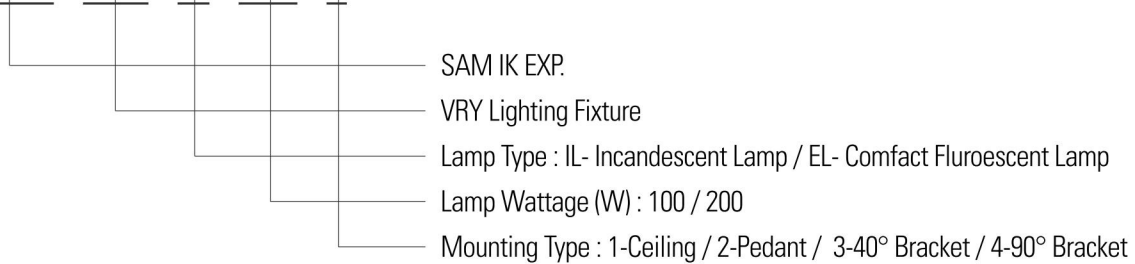 SAM IK EXP.
VRY Lighting Fixture
Lamp Type : IL- Incandescent Lamp / EL- Comfact Fluroescent Lamp
Lamp Wattage (W) : 100 / 200
Mounting Type : 1-Ceiling / 2-Pedant / 3-40° Bracket / 4-90° Bracket